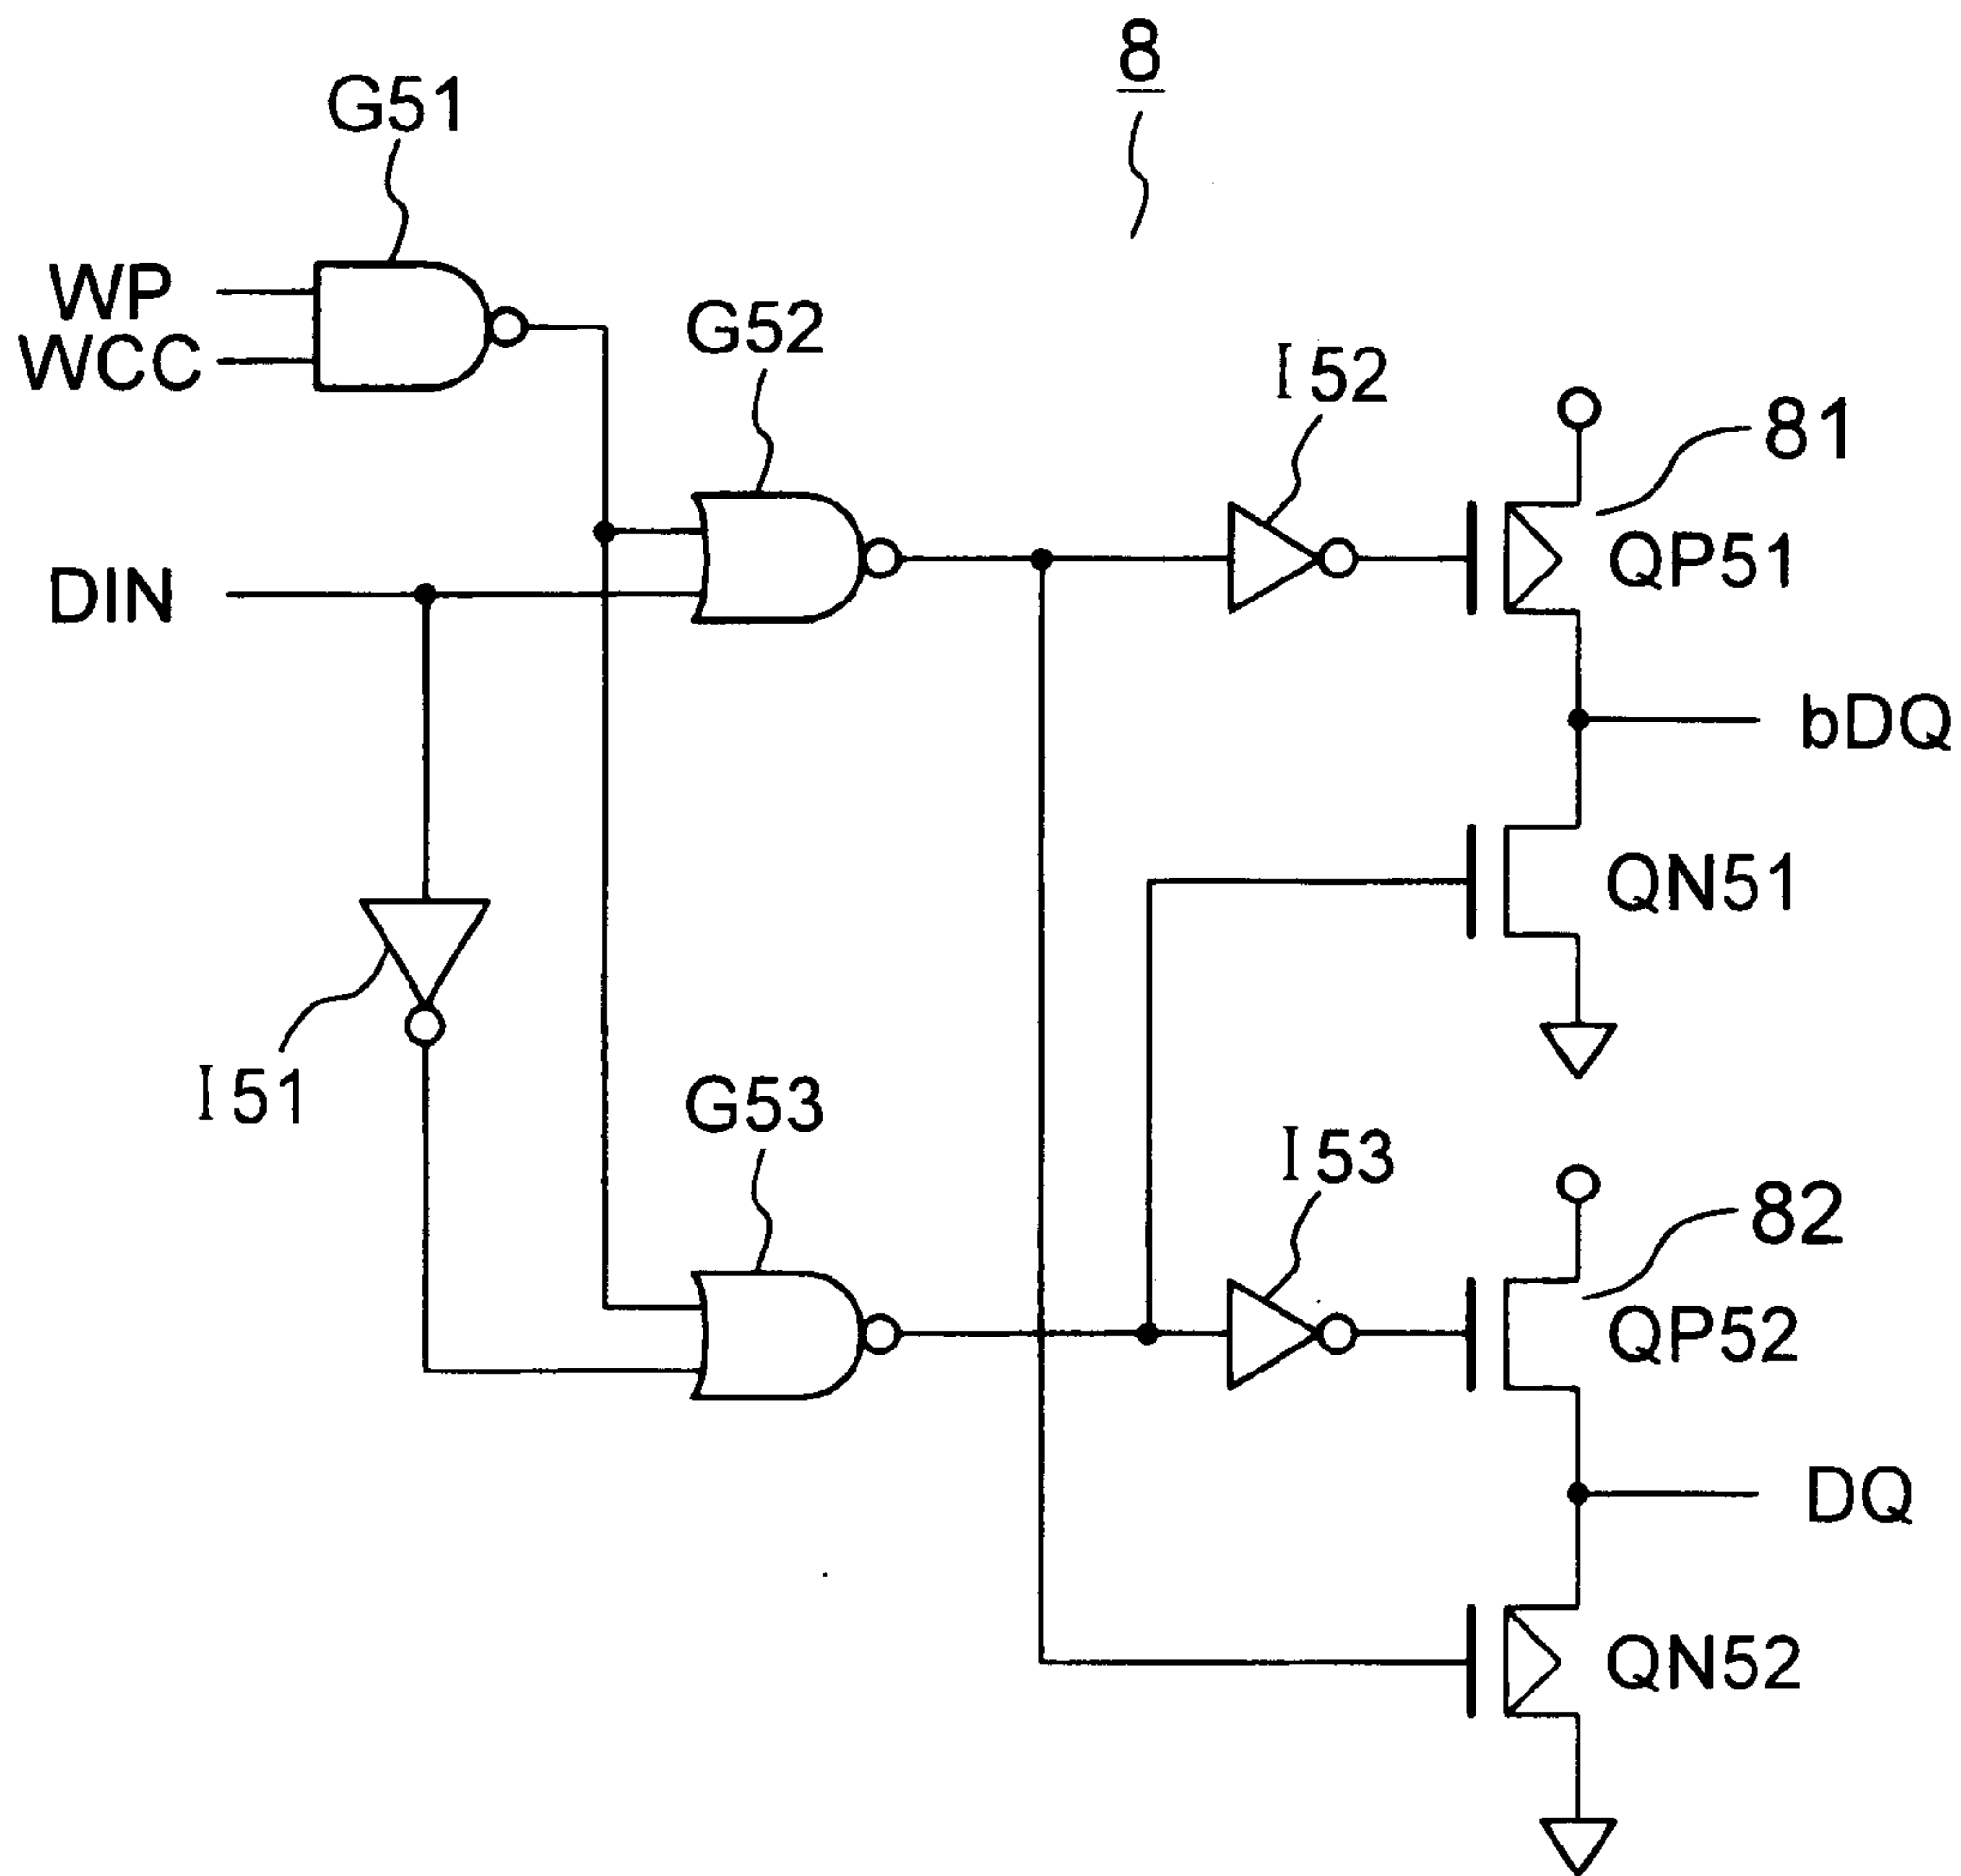 8
G51
WP
WCC
G52
I52
81
QP51
DIN
bDQ
QN51
I51
G53
I53
82
QP52
DQ
QN52